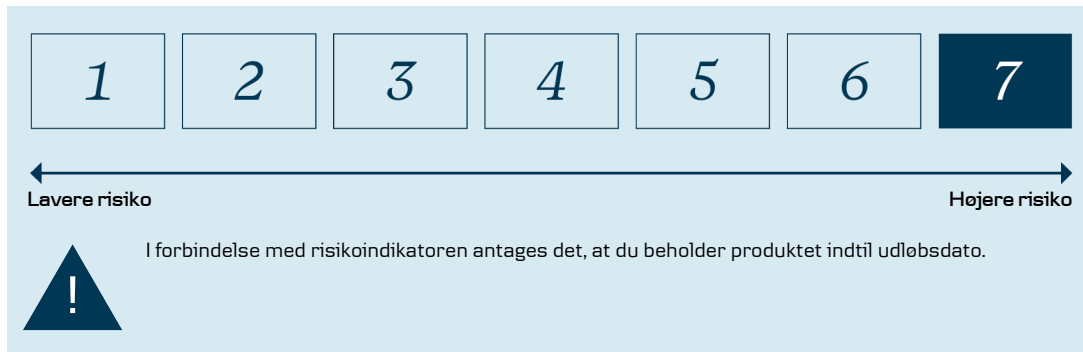 1 2 3 4 5 6 7
Lavere risiko Højere risiko
! I forbindelse med risikoindikatoren antages det, at du beholder produktet indtil udløbsdato.